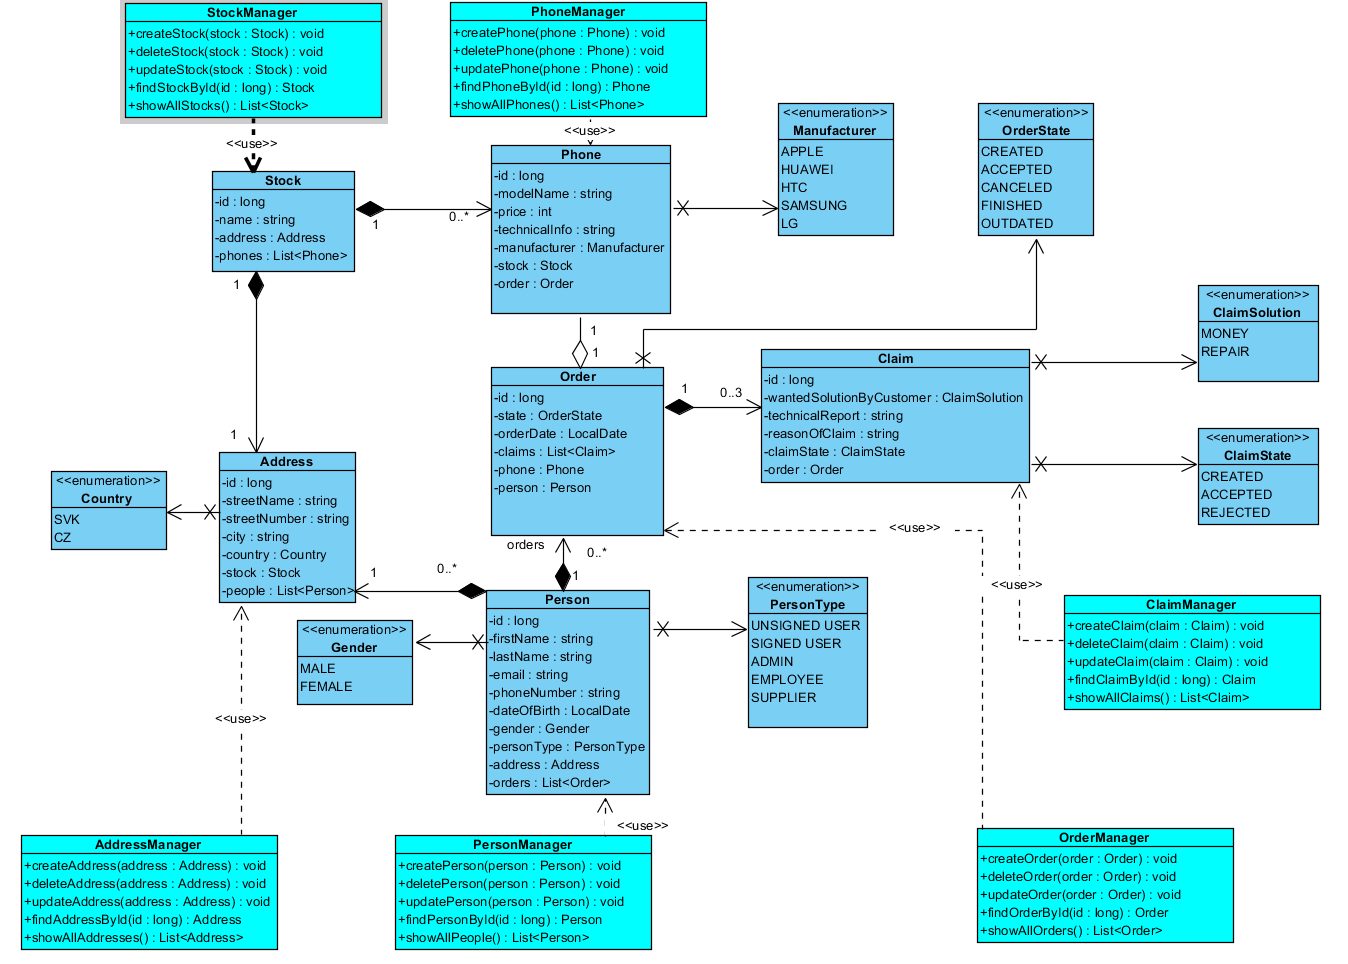 StockManager
+createStock(stock : Stock) : void
+deleteStock(stock : Stock) : void
+updateStock(stock : Stock) : void
+findStockById(id : long) : Stock
+showAllStocks() : List<Stock>
<<use>>
PhoneManager
+createPhone(phone : Phone) : void
+deletePhone(phone : Phone) : void
+updatePhone(phone : Phone) : void
+findPhoneById(id : long) : Phone
+showAllPhones() : List<Phone>
<<use>>
Stock
-id : long
-name : string
-address : Address
-phones : List<Phone>
1
0..*
Phone
-id : long
-modelName : string
-price : int
-technicalInfo : string
-manufacturer : Manufacturer
-stock : Stock
-order : Order
<<enumeration>>
Manufacturer
APPLE
HUAWEI
HTC
SAMSUNG
LG
<<enumeration>>
OrderState
CREATED
ACCEPTED
CANCELED
FINISHED
OUTDATED
<<enumeration>>
ClaimSolution
MONEY
REPAIR
1
1
1
1
Order
-id : long
-state : OrderState
-orderDate : LocalDate
-claims : List<Claim>
-phone : Phone
-person : Person
1
0..3
Claim
-id : long
-wantedSolutionByCustomer : ClaimSolution
-technicalReport : string
-reasonOfClaim : string
-claimState : ClaimState
-order : Order
<<enumeration>>
ClaimState
CREATED
ACCEPTED
REJECTED
Address
-id : long
-streetName : string
-streetNumber : string
-city : string
-country : Country
-stock : Stock
-people : List<Person>
<<enumeration>>
Country
SVK
CZ
1
0..*
orders
0..*
1
<<use>>
<<use>>
Person
-id : long
-firstName : string
-lastName : string
-email : string
-phoneNumber : string
-dateOfBirth : LocalDate
-gender : Gender
-personType : PersonType
-address : Address
-orders : List<Order>
<<enumeration>>
Gender
MALE
FEMALE
<<enumeration>>
PersonType
UNSIGNED USER
SIGNED USER
ADMIN
EMPLOYEE
SUPPLIER
ClaimManager
+createClaim(claim : Claim) : void
+deleteClaim(claim : Claim) : void
+updateClaim(claim : Claim) : void
+findClaimById(id : long) : Claim
+showAllClaims() : List<Claim>
<<use>>
<<use>>
AddressManager
+createAddress(address : Address) : void
+deleteAddress(address : Address) : void
+updateAddress(address : Address) : void
+findAddressById(id : long) : Address
+showAllAddresses() : List<Address>
PersonManager
+createPerson(person : Person) : void
+deletePerson(person : Person) : void
+updatePerson(person : Person) : void
+findPersonById(id : long) : Person
+showAllPeople() : List<Person>
OrderManager
+createOrder(order : Order) : void
+deleteOrder(order : Order) : void
+updateOrder(order : Order) : void
+findOrderById(id : long) : Order
+showAllOrders() : List<Order>